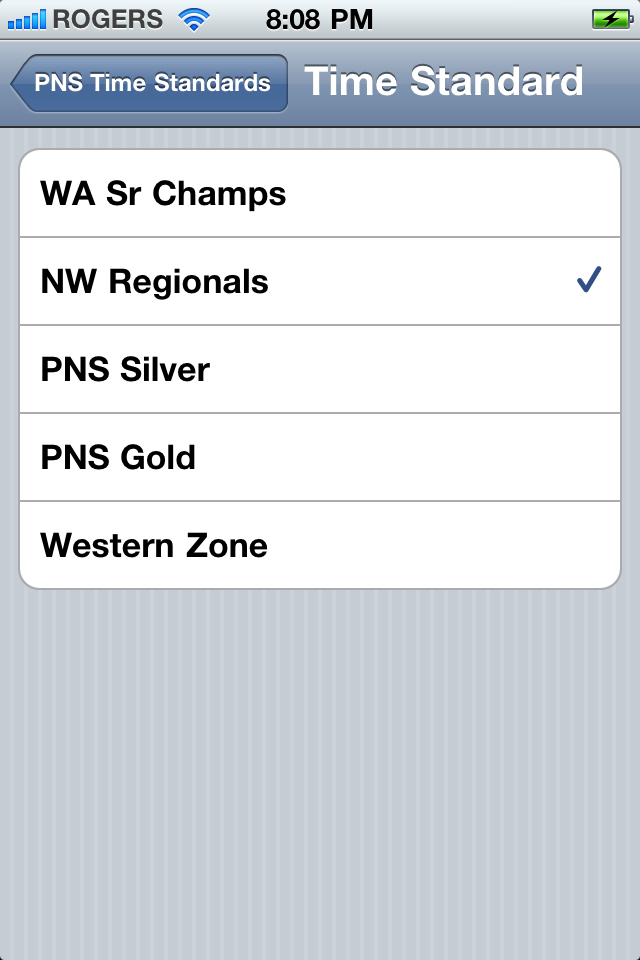 ROGERS 8:08 PM
PNS Time Standards Time Standard
WA Sr Champs
NW Regionals
PNS Silver
PNS Gold
Western Zone